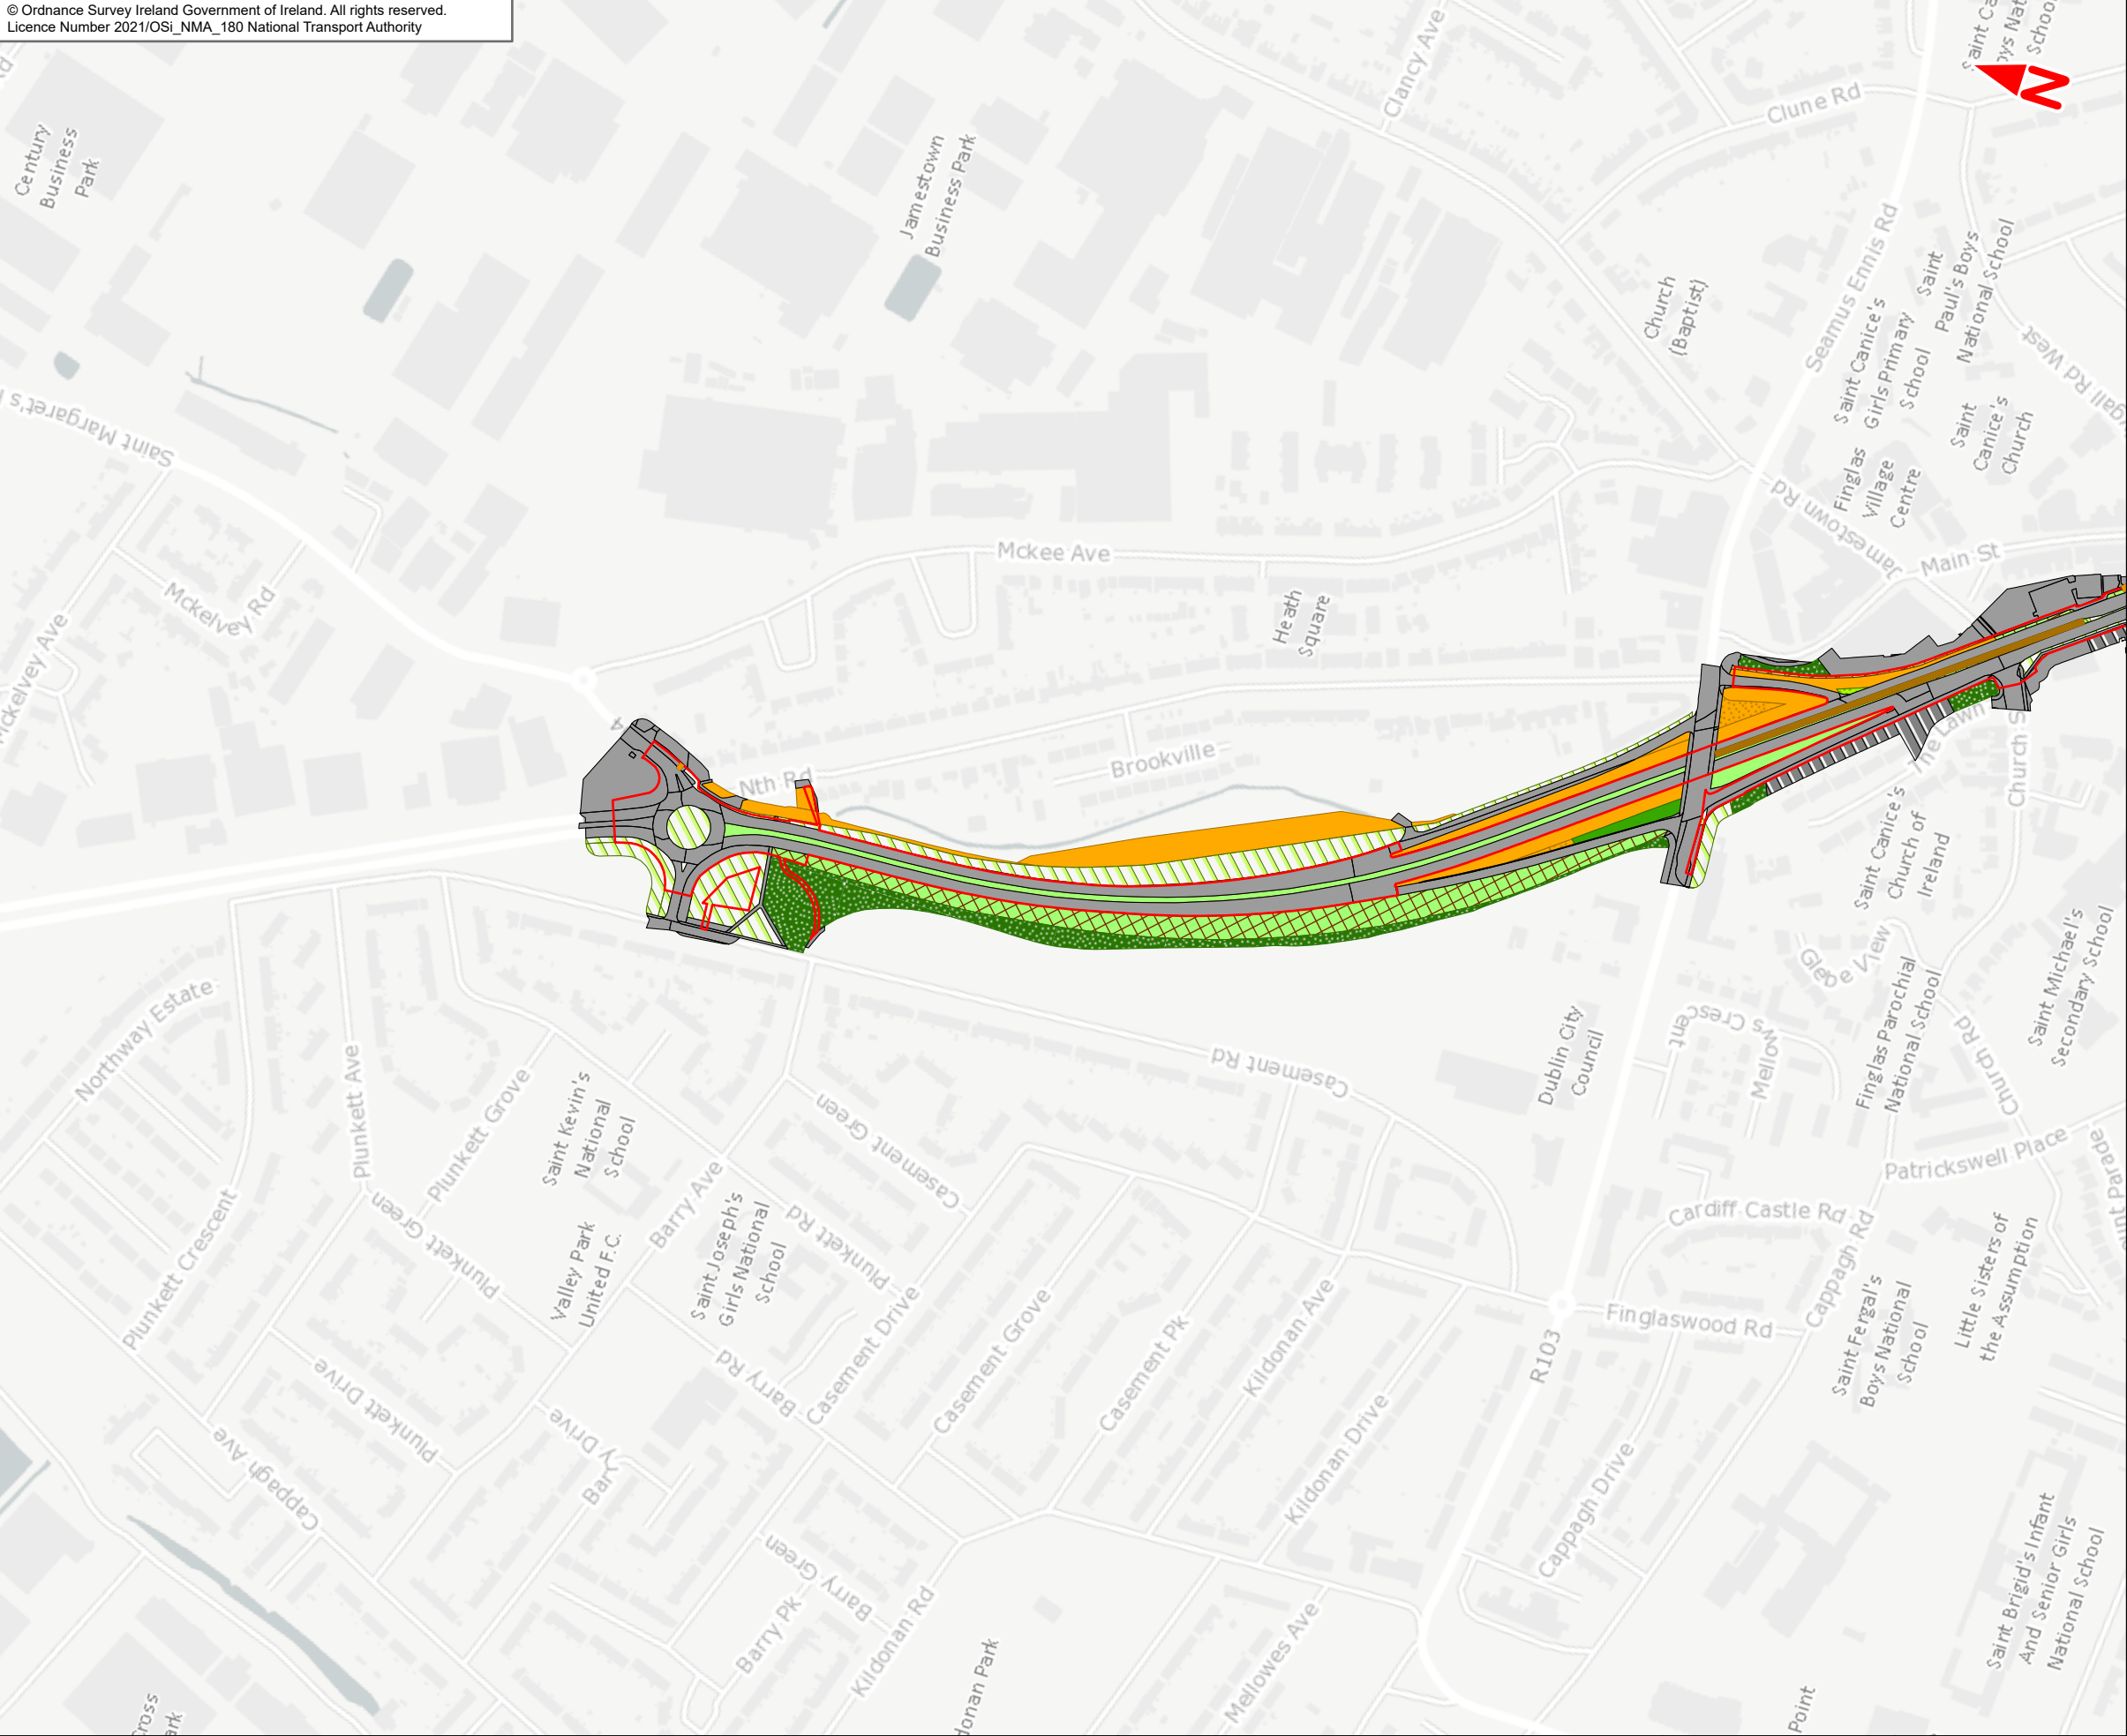 © Ordnance Survey Ireland Government of Ireland. All rights reserved.
Licence Number 2021/OSi_NMA_180 National Transport Authority
N
Clancy Ave
Clune Rd
Century
Business
Park
Jamestown
Business Park
Church
(Baptist)
Seamus Ennis Rd
Saint
Paul's Boys
National School
Saint Canice's
Girls Primary
School
Saint
Canice's
Church
Finglas
Village
Centre
Jamestown Rd
Main St
Saint Margaret's
Mckelvey Rd
Mckelvey Ave
Mckee Ave
Heath
Square
Nth Rd
Brookville
The Lawn
Church S
Saint Canice's
Church of
Ireland
Glebe View
Mellows Crescent
Finglas Parochial
National School
Church Rd
Saint Michael's
Secondary School
Dublin City
Council
Casement Rd
Northway Estate
Plunkett Ave
Plunkett Grove
Saint Kevin's
National
School
Casement Green
Barry Ave
Plunkett Rd
Saint Joseph's
Girls National
School
Valley Park
United F.C.
Plunkett Green
Plunkett Crescent
Patrickswell Place
Cardiff Castle Rd
Cappagh Rd
Little Sisters of
the Assumption
Finglaswood Rd
Saint Fergal's
Boys National
School
R103
Casement Drive
Casement Grove
Casement Pk
Kildonan Ave
Kildonan Drive
Barry Rd
Barry Drive
Plunkett Drive
Cappagh Ave
Cappagh Drive
Barry Green
Barry Pk
Kildonan Rd
donan Park
Mellowes Ave
Saint Brigid's Infant
And Senior Girls
National School
Point